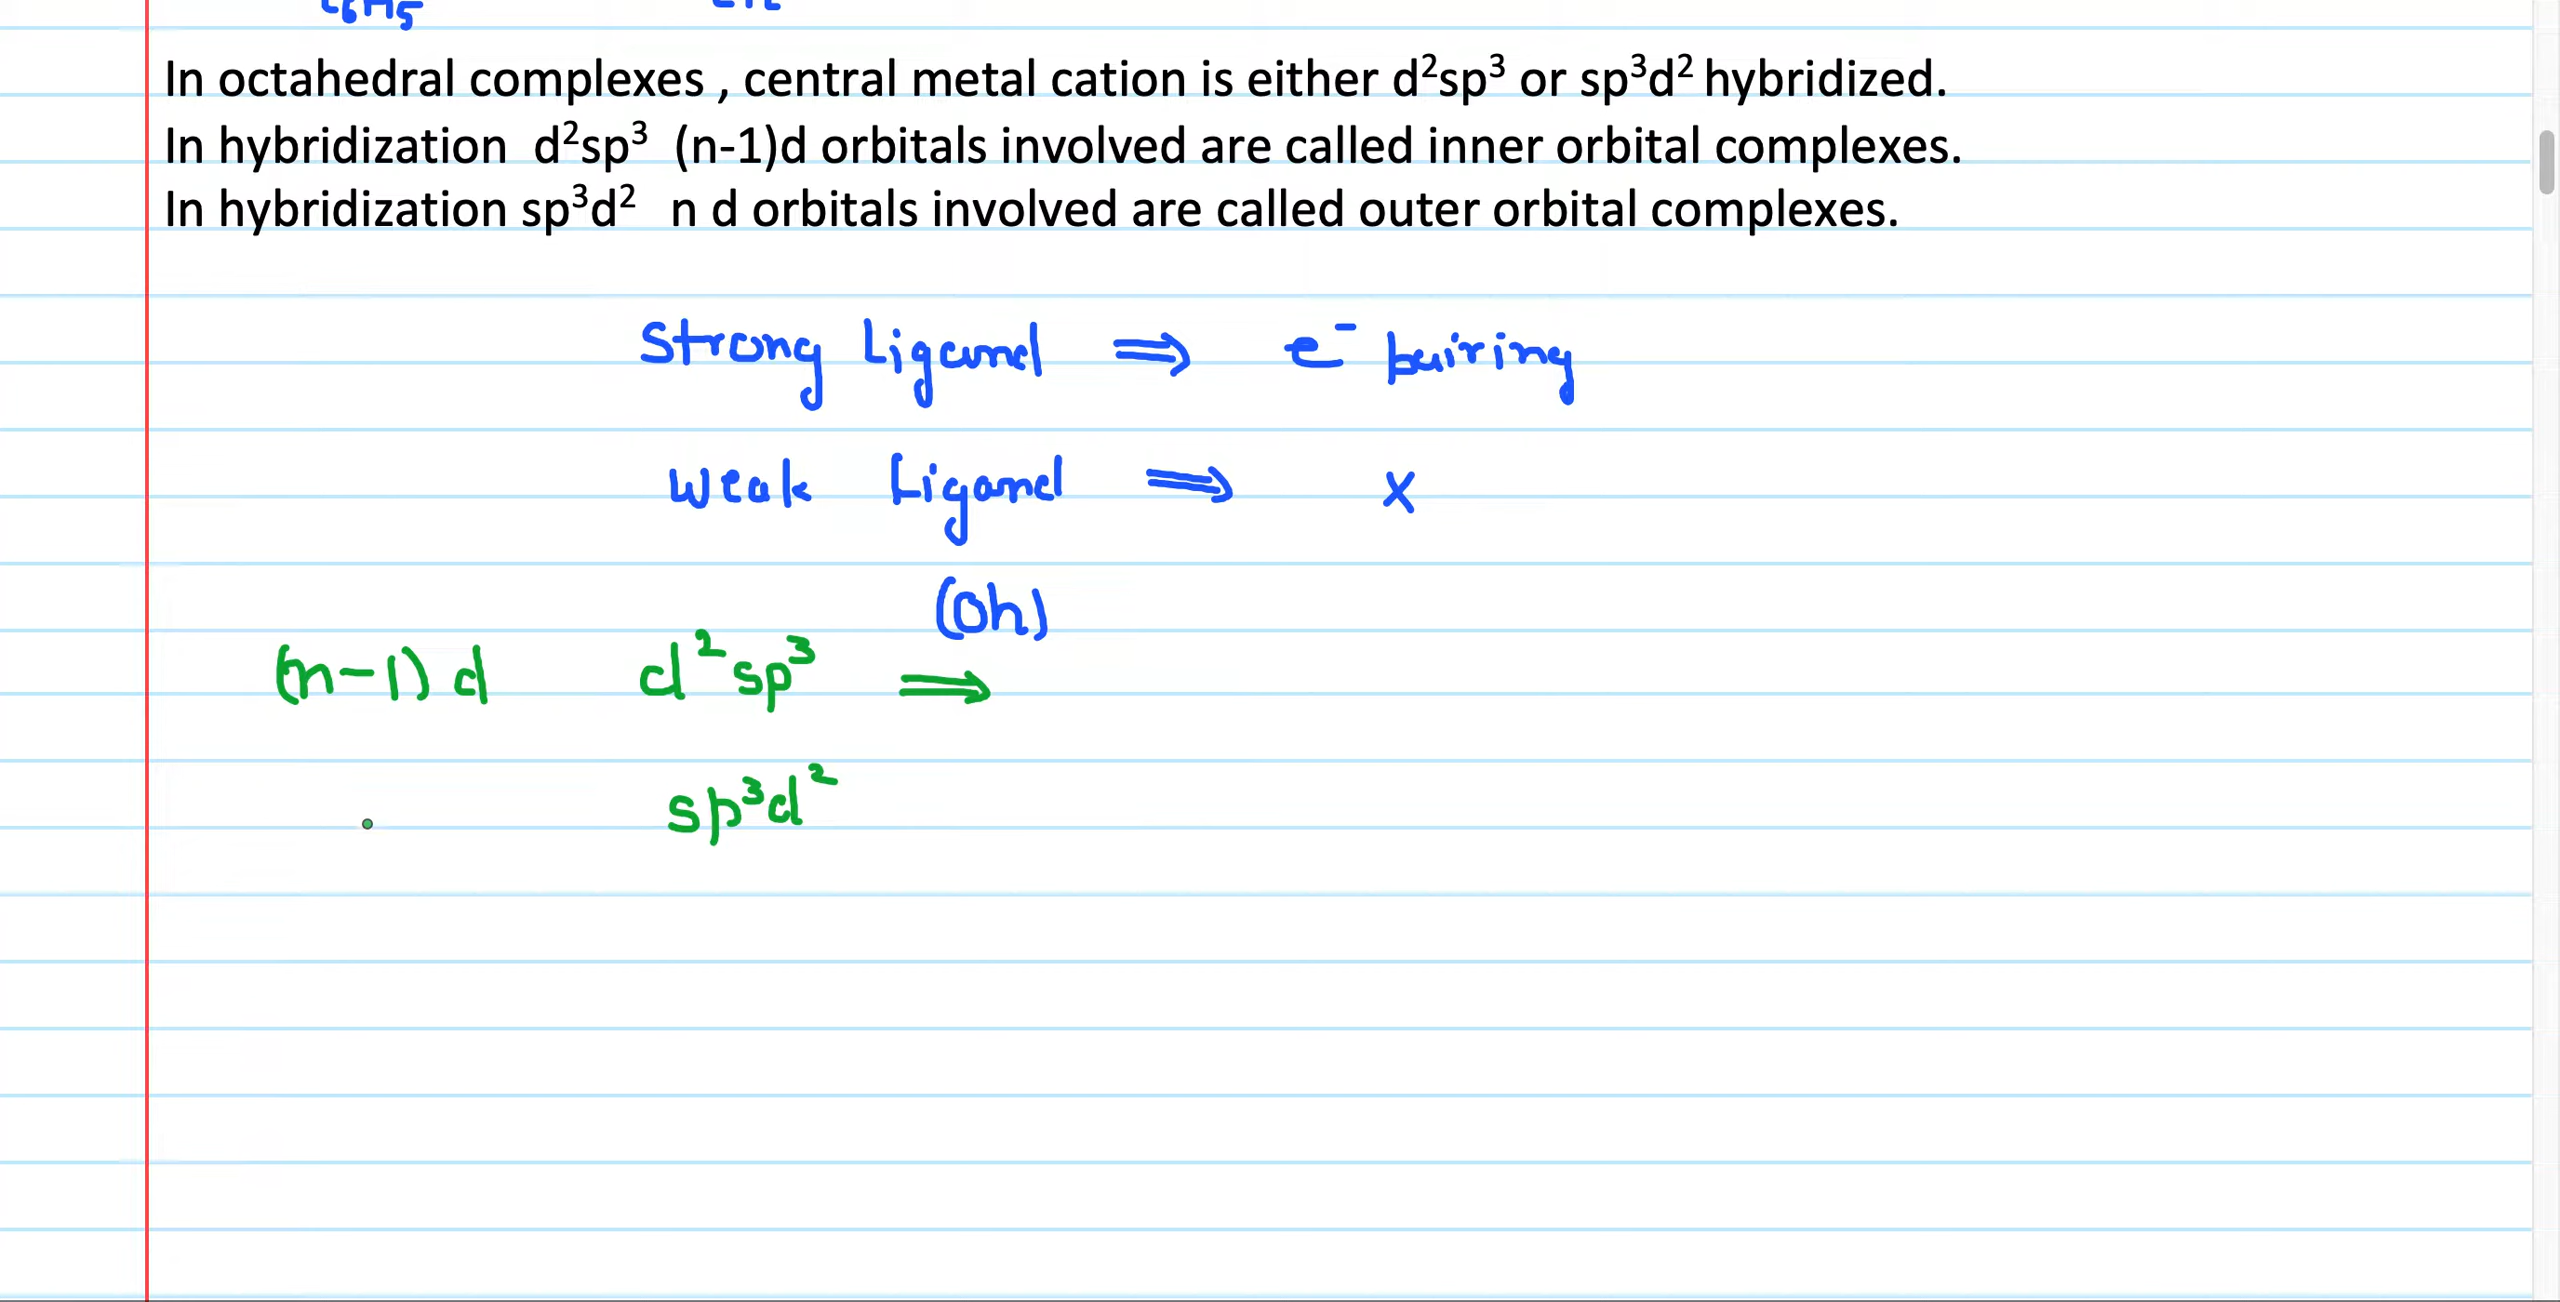 C₆H₅
In octahedral complexes , central metal cation is either d²sp³ or sp³d² hybridized.
In hybridization d²sp³ (n-1)d orbitals involved are called inner orbital complexes.
In hybridization sp³d² n d orbitals involved are called outer orbital complexes.
Strong Ligand ⇒ e⁻ pairing
Weak Ligand ⇒ x
(Oh)
(n-1) d d²sp³ ⇒
sp³d²